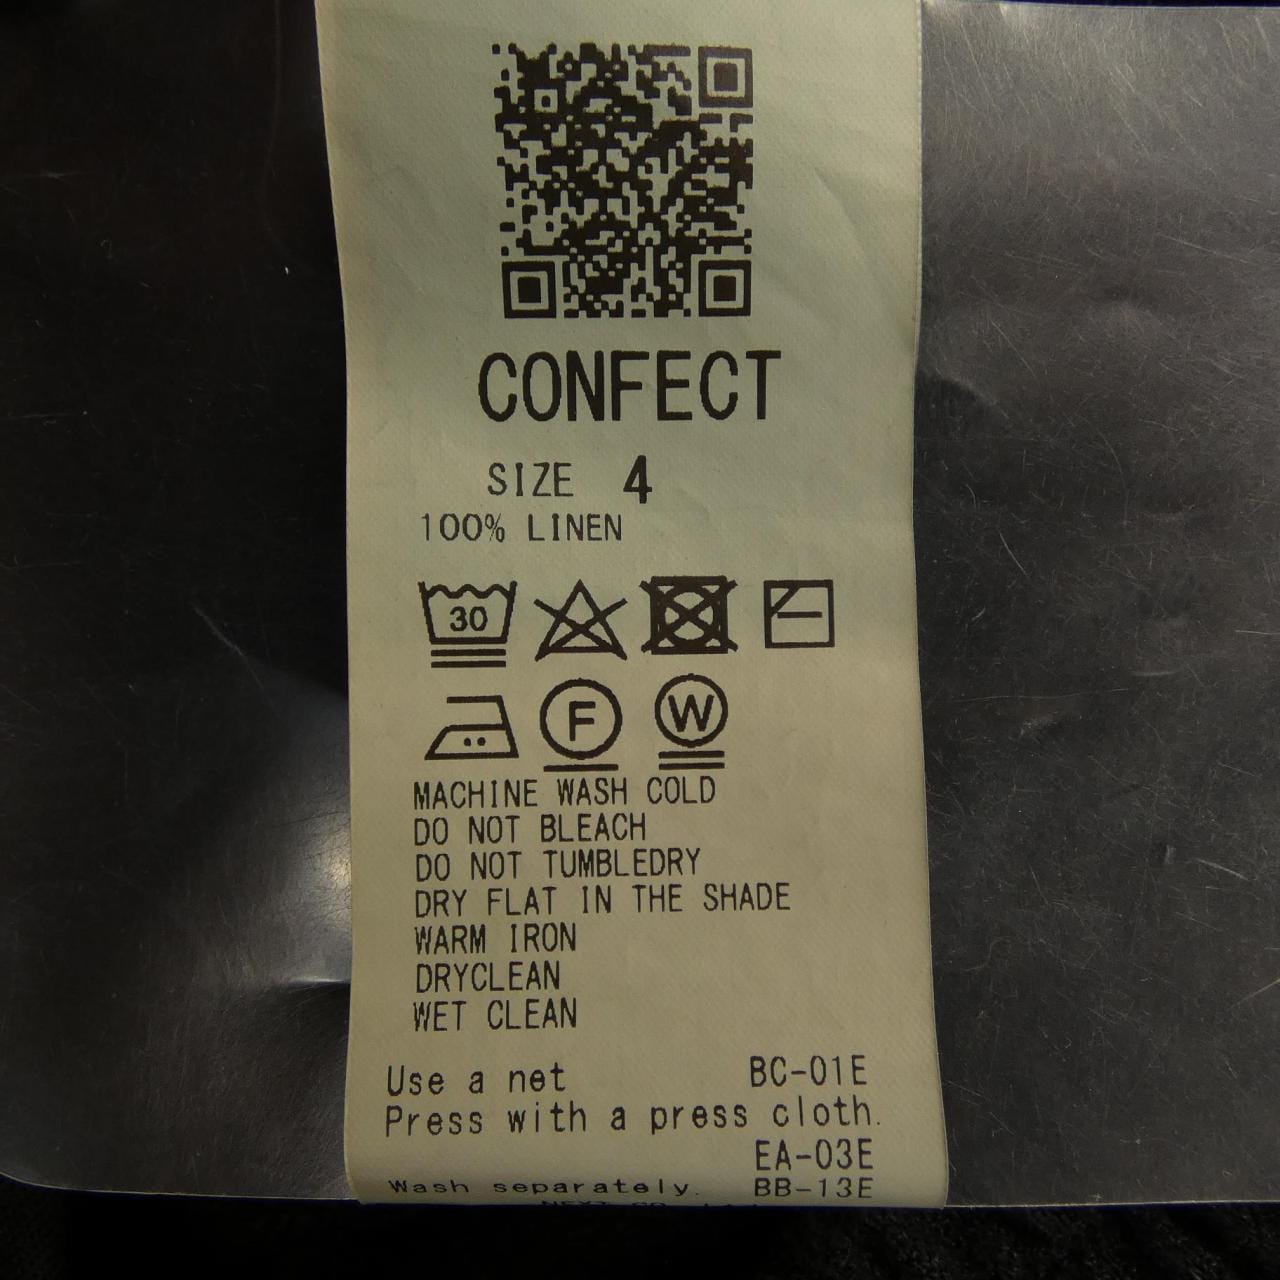 CONFECT
SIZE 4
100% LINEN
30
F W
MACHINE WASH COLD
DO NOT BLEACH
DO NOT TUMBLEDRY
DRY FLAT IN THE SHADE
WARM IRON
DRYCLEAN
WET CLEAN
Use a net BC-01E
Press with a press cloth.
EA-03E
Wash separately. BB-13E